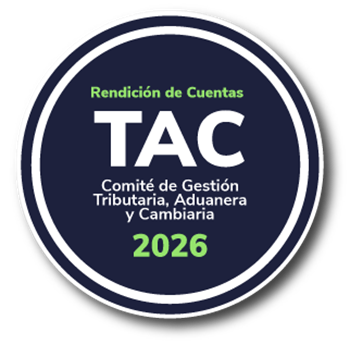 Rendición de Cuentas
TAC
Comité de Gestión
Tributaria, Aduanera
y Cambiaria
2026